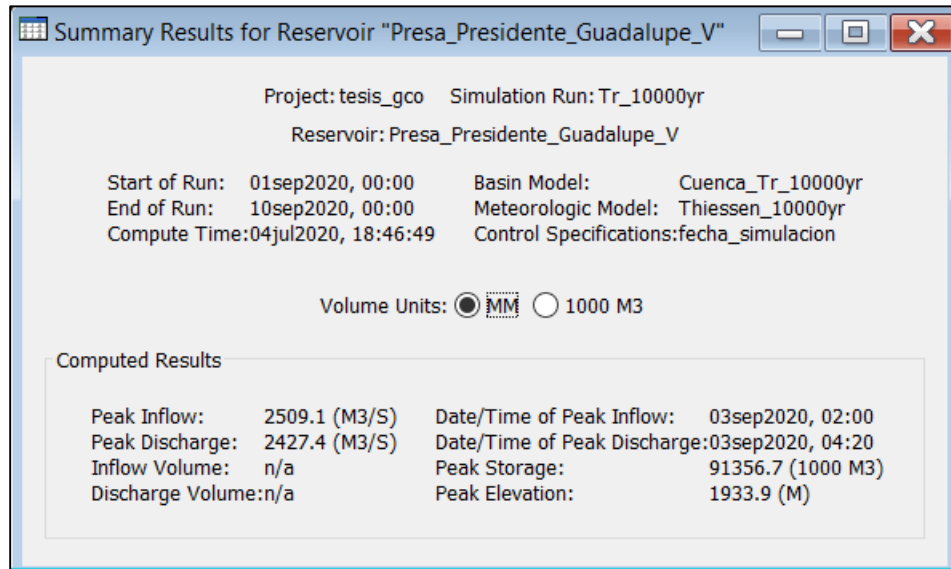 Summary Results for Reservoir "Presa_Presidente_Guadalupe_V"
Project: tesis_gco Simulation Run: Tr_10000yr
Reservoir: Presa_Presidente_Guadalupe_V
Start of Run: 01sep2020, 00:00 Basin Model: Cuenca_Tr_10000yr
End of Run: 10sep2020, 00:00 Meteorologic Model: Thiessen_10000yr
Compute Time:04jul2020, 18:46:49 Control Specifications:fecha_simulacion
Volume Units: MM 1000 M3
Computed Results
Peak Inflow: 2509.1 (M3/S) Date/Time of Peak Inflow: 03sep2020, 02:00
Peak Discharge: 2427.4 (M3/S) Date/Time of Peak Discharge:03sep2020, 04:20
Inflow Volume: n/a Peak Storage: 91356.7 (1000 M3)
Discharge Volume:n/a Peak Elevation: 1933.9 (M)